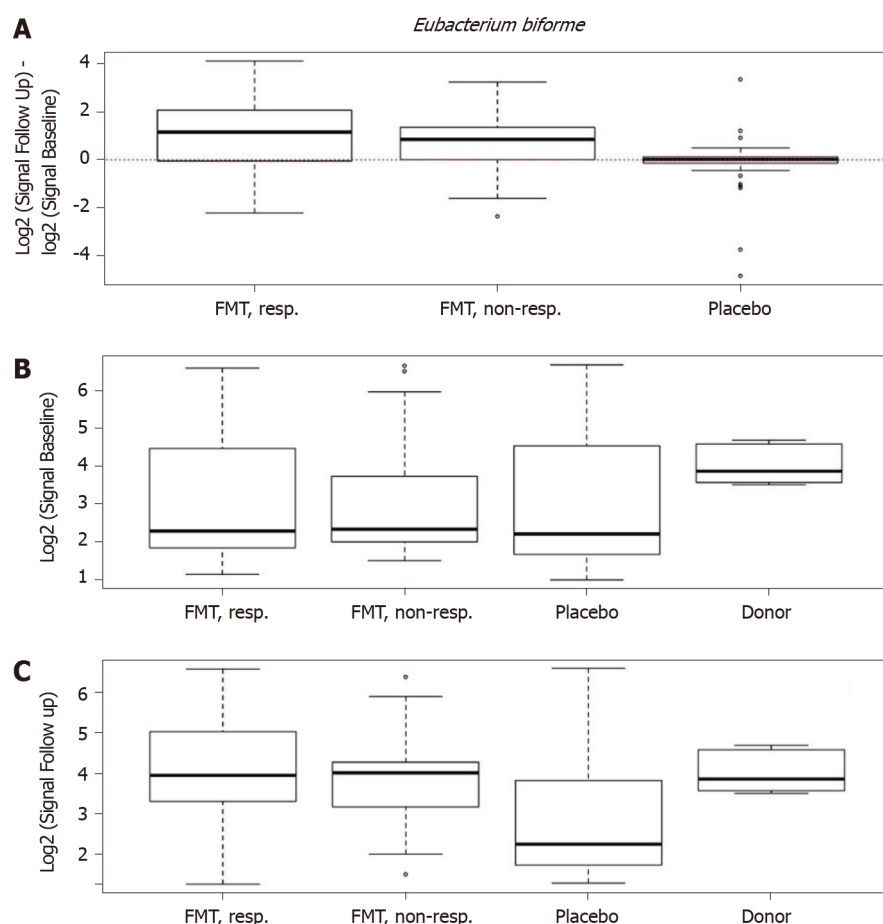 A
Eubacterium biforme
Log2 (Signal Follow Up) -
log2 (Signal Baseline)
4
2
0
-2
-4
FMT, resp.
FMT, non-resp.
Placebo
B
Log2 (Signal Baseline)
6
5
4
3
2
1
FMT, resp.
FMT, non-resp.
Placebo
Donor
C
Log2 (Signal Follow up)
6
5
4
3
2
FMT, resp.
FMT, non-resp.
Placebo
Donor